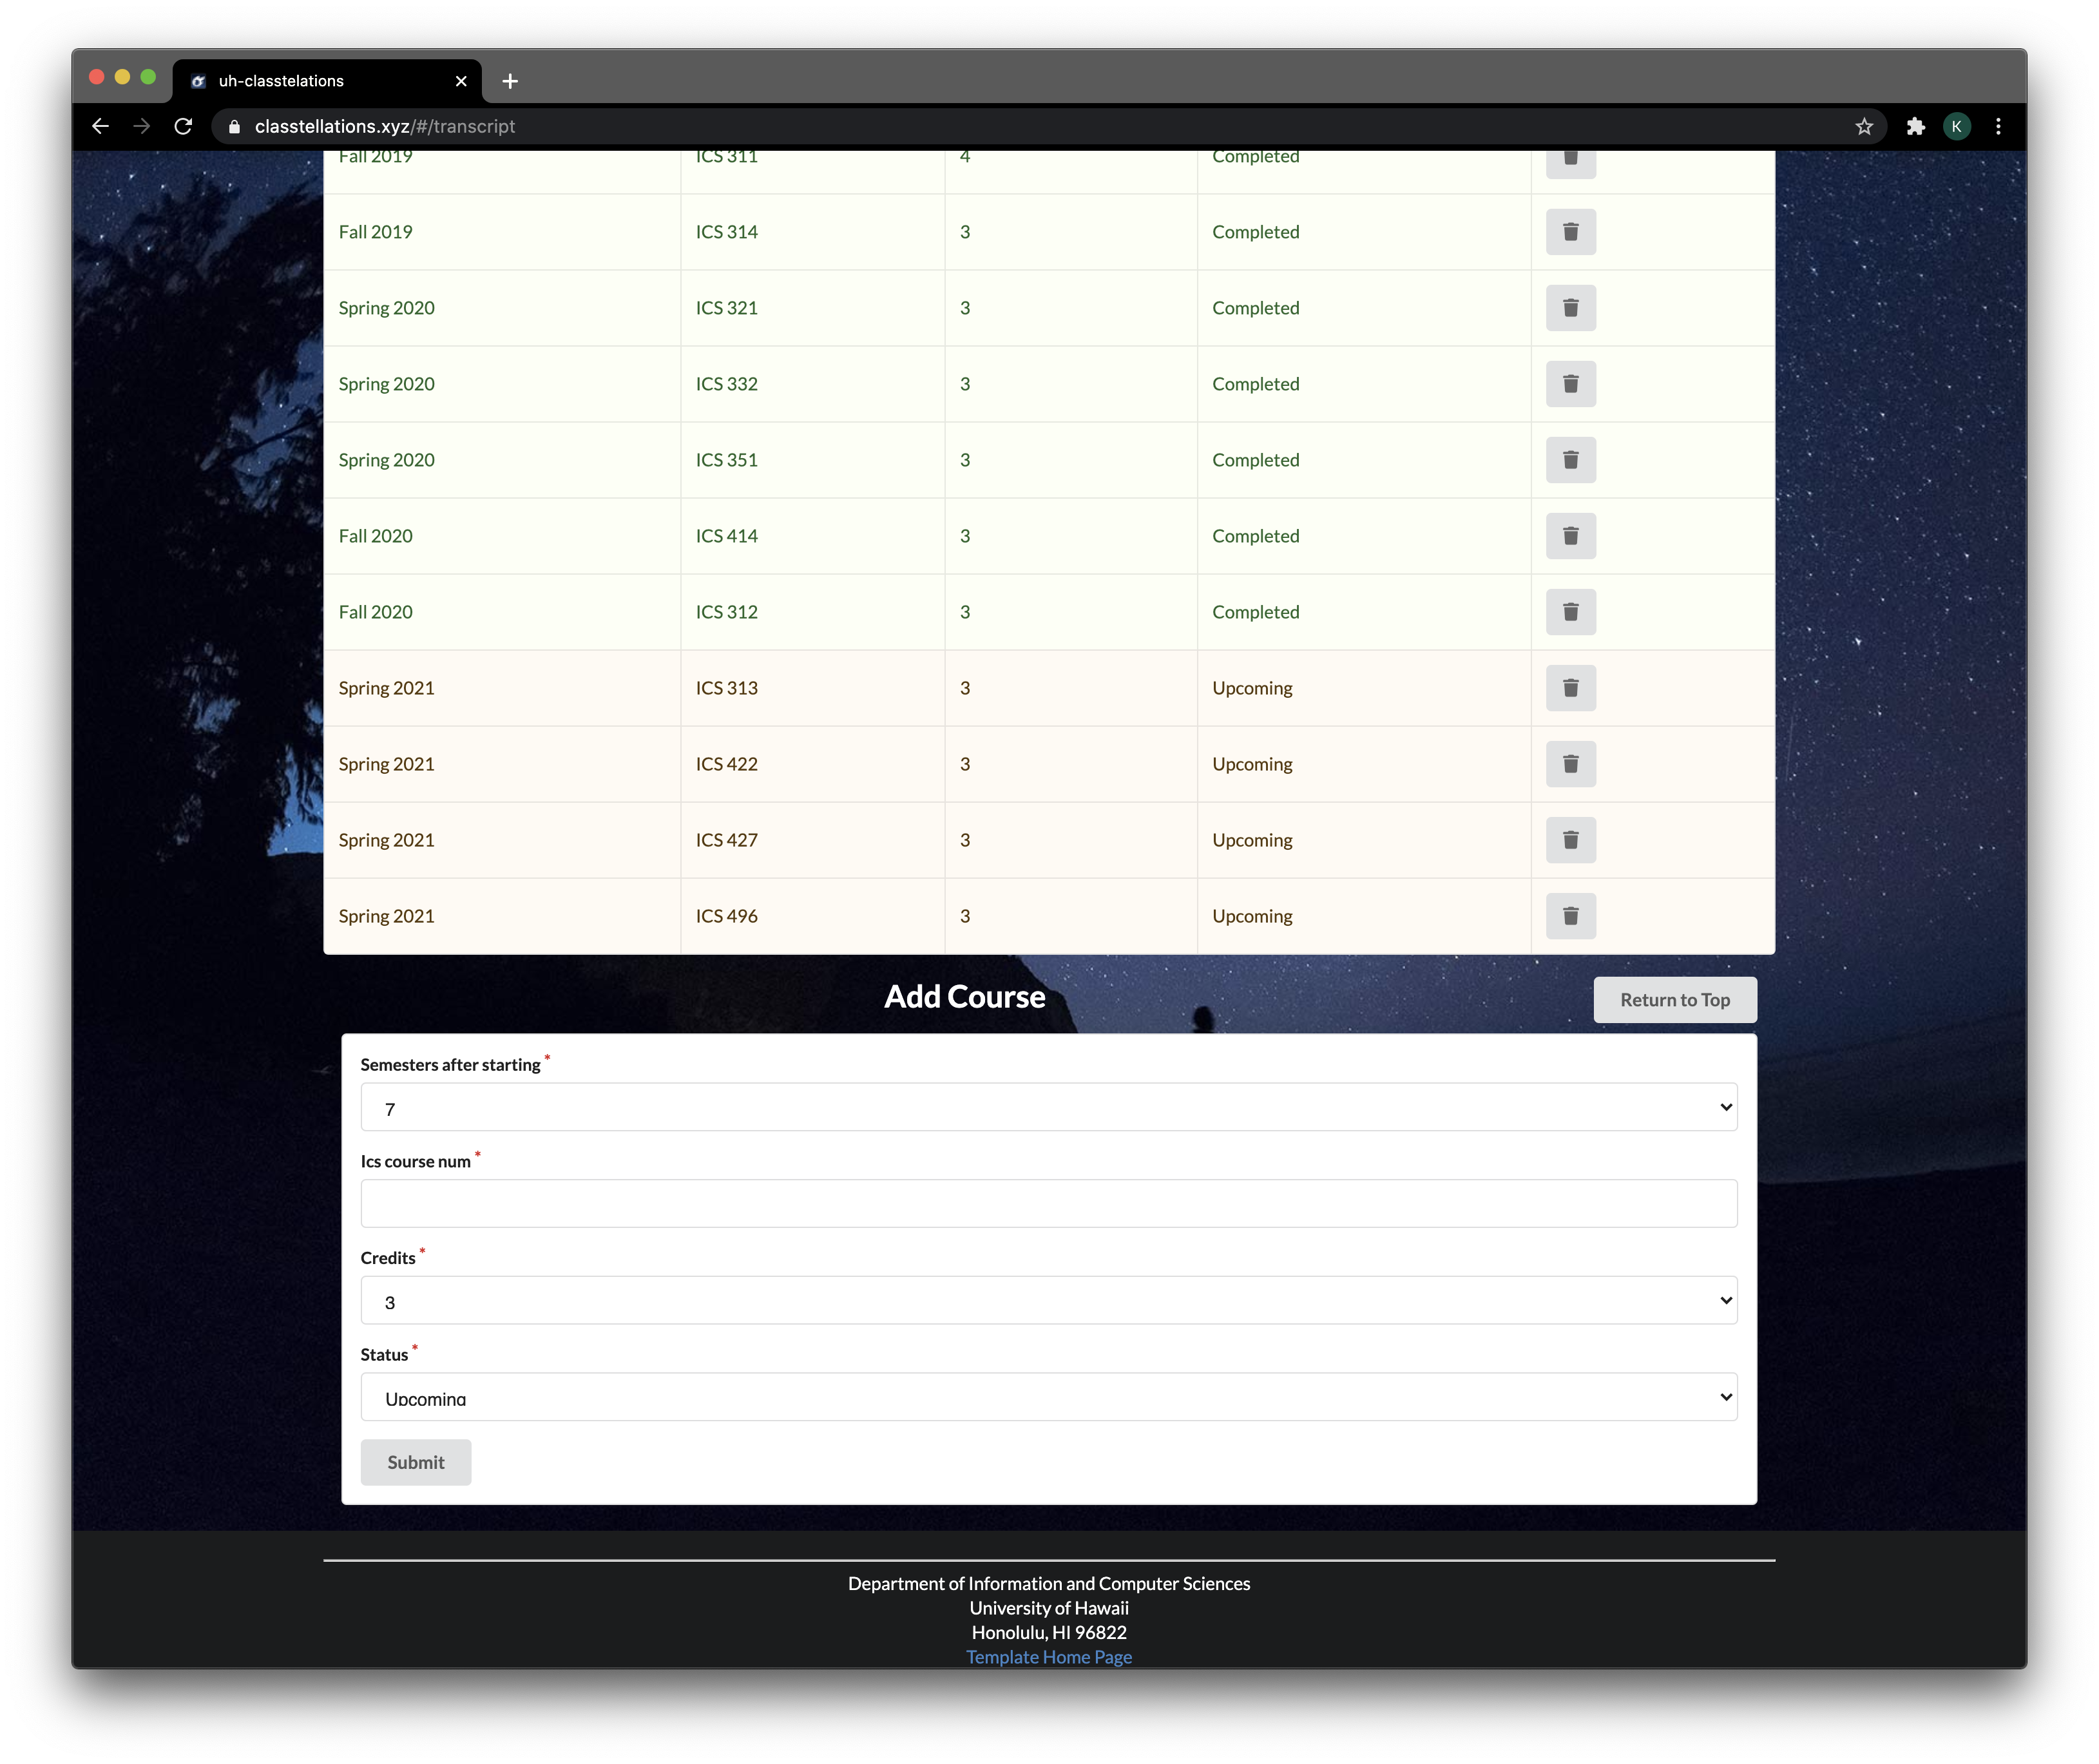 uh-classtelations
classtellations.xyz/#/transcript
K
Fall 2019 ICS 311 4 Completed
Fall 2019 ICS 314 3 Completed
Spring 2020 ICS 321 3 Completed
Spring 2020 ICS 332 3 Completed
Spring 2020 ICS 351 3 Completed
Fall 2020 ICS 414 3 Completed
Fall 2020 ICS 312 3 Completed
Spring 2021 ICS 313 3 Upcoming
Spring 2021 ICS 422 3 Upcoming
Spring 2021 ICS 427 3 Upcoming
Spring 2021 ICS 496 3 Upcoming
Add Course
Return to Top
Semesters after starting *
7
Ics course num *
Credits *
3
Status *
Upcoming
Submit
Department of Information and Computer Sciences
University of Hawaii
Honolulu, HI 96822
Template Home Page